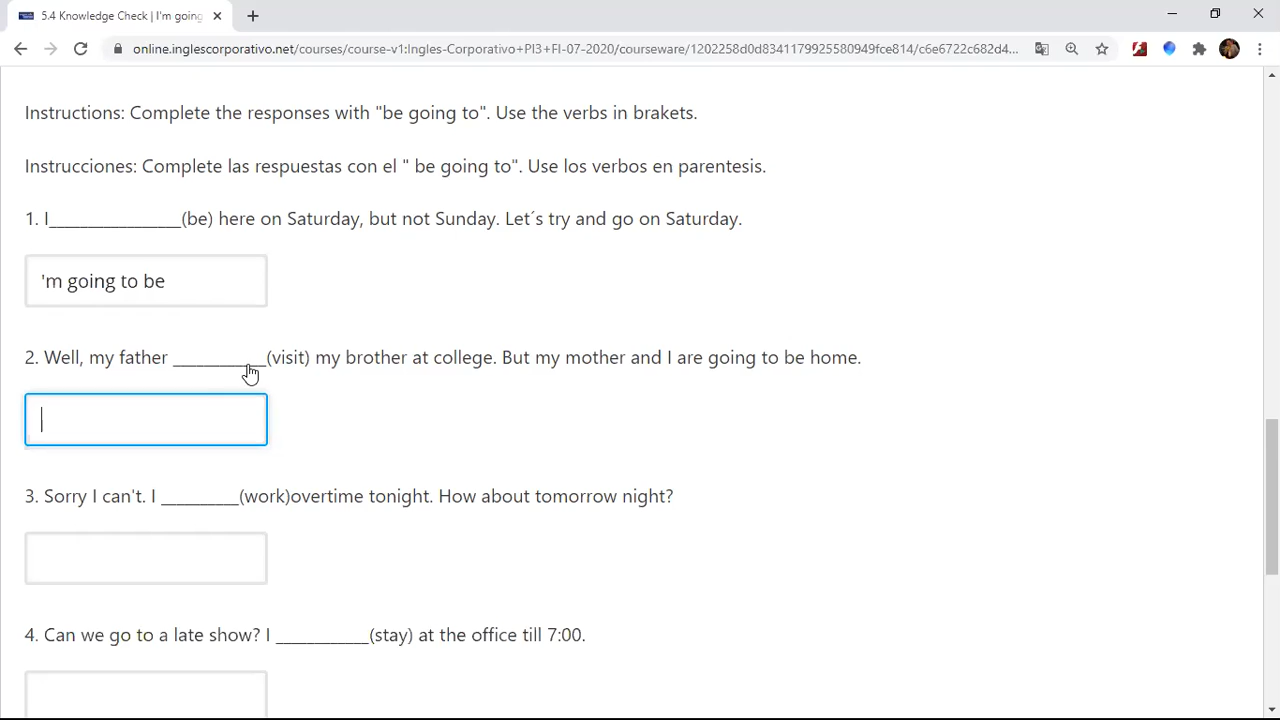 5.4 Knowledge Check | I'm going
online.inglescorporativo.net/courses/course-v1:Ingles-Corporativo+PI3+FI-07-2020/courseware/1202258d0d8341179925580949fce814/c6e6722c682d4...
Instructions: Complete the responses with "be going to". Use the verbs in brakets.
Instrucciones: Complete las respuestas con el " be going to". Use los verbos en parentesis.
1. I_______________(be) here on Saturday, but not Sunday. Let´s try and go on Saturday.
'm going to be
2. Well, my father ___________(visit) my brother at college. But my mother and I are going to be home.
3. Sorry I can't. I _________(work)overtime tonight. How about tomorrow night?
4. Can we go to a late show? I ___________(stay) at the office till 7:00.